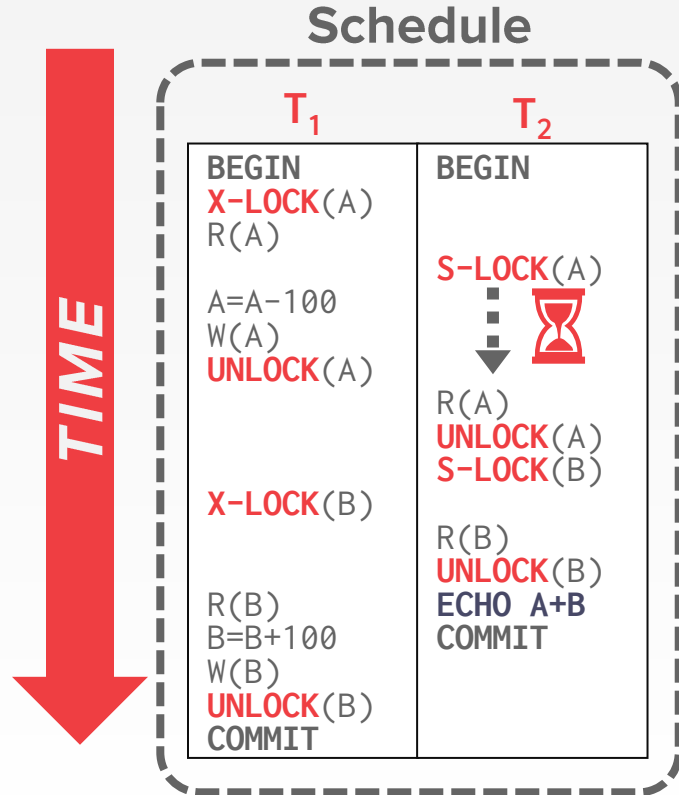 Schedule
TIME
T₁
T₂
BEGIN
X-LOCK(A)
R(A)
A=A-100
W(A)
UNLOCK(A)
X-LOCK(B)
R(B)
B=B+100
W(B)
UNLOCK(B)
COMMIT
BEGIN
S-LOCK(A)
R(A)
UNLOCK(A)
S-LOCK(B)
R(B)
UNLOCK(B)
ECHO A+B
COMMIT